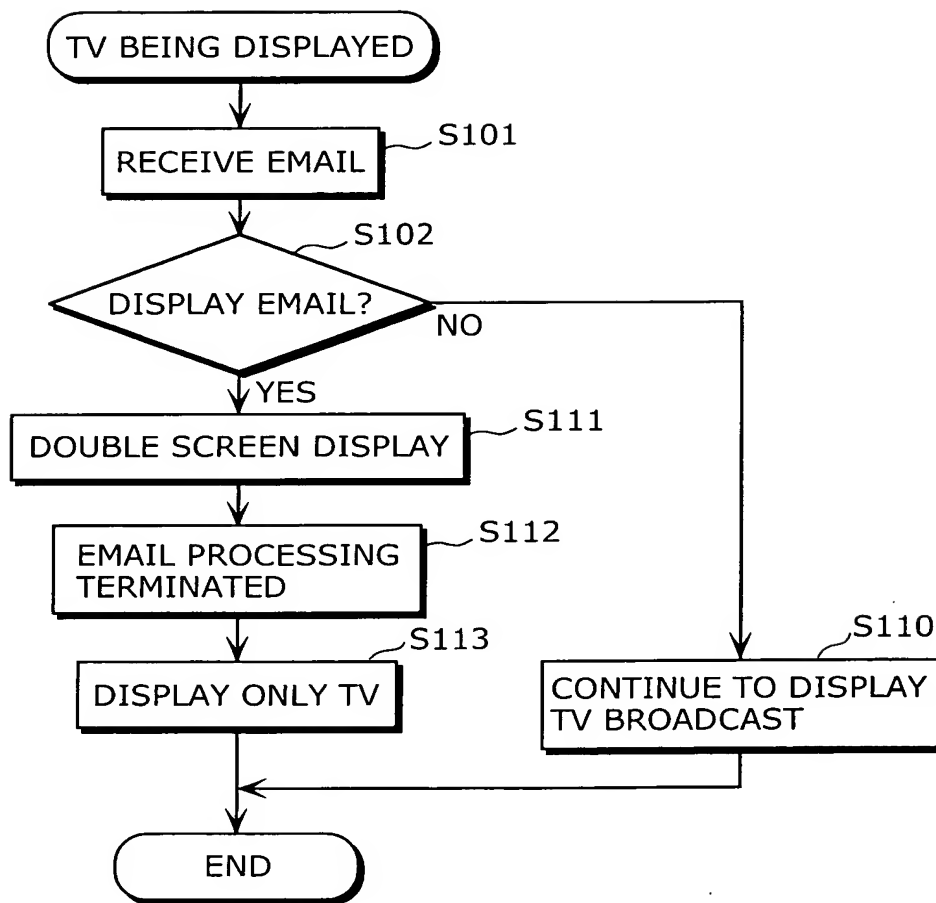 TV BEING DISPLAYED
S101
RECEIVE EMAIL
S102
DISPLAY EMAIL?
NO
YES
S111
DOUBLE SCREEN DISPLAY
S112
EMAIL PROCESSING
TERMINATED
S113
DISPLAY ONLY TV
S110
CONTINUE TO DISPLAY
TV BROADCAST
END